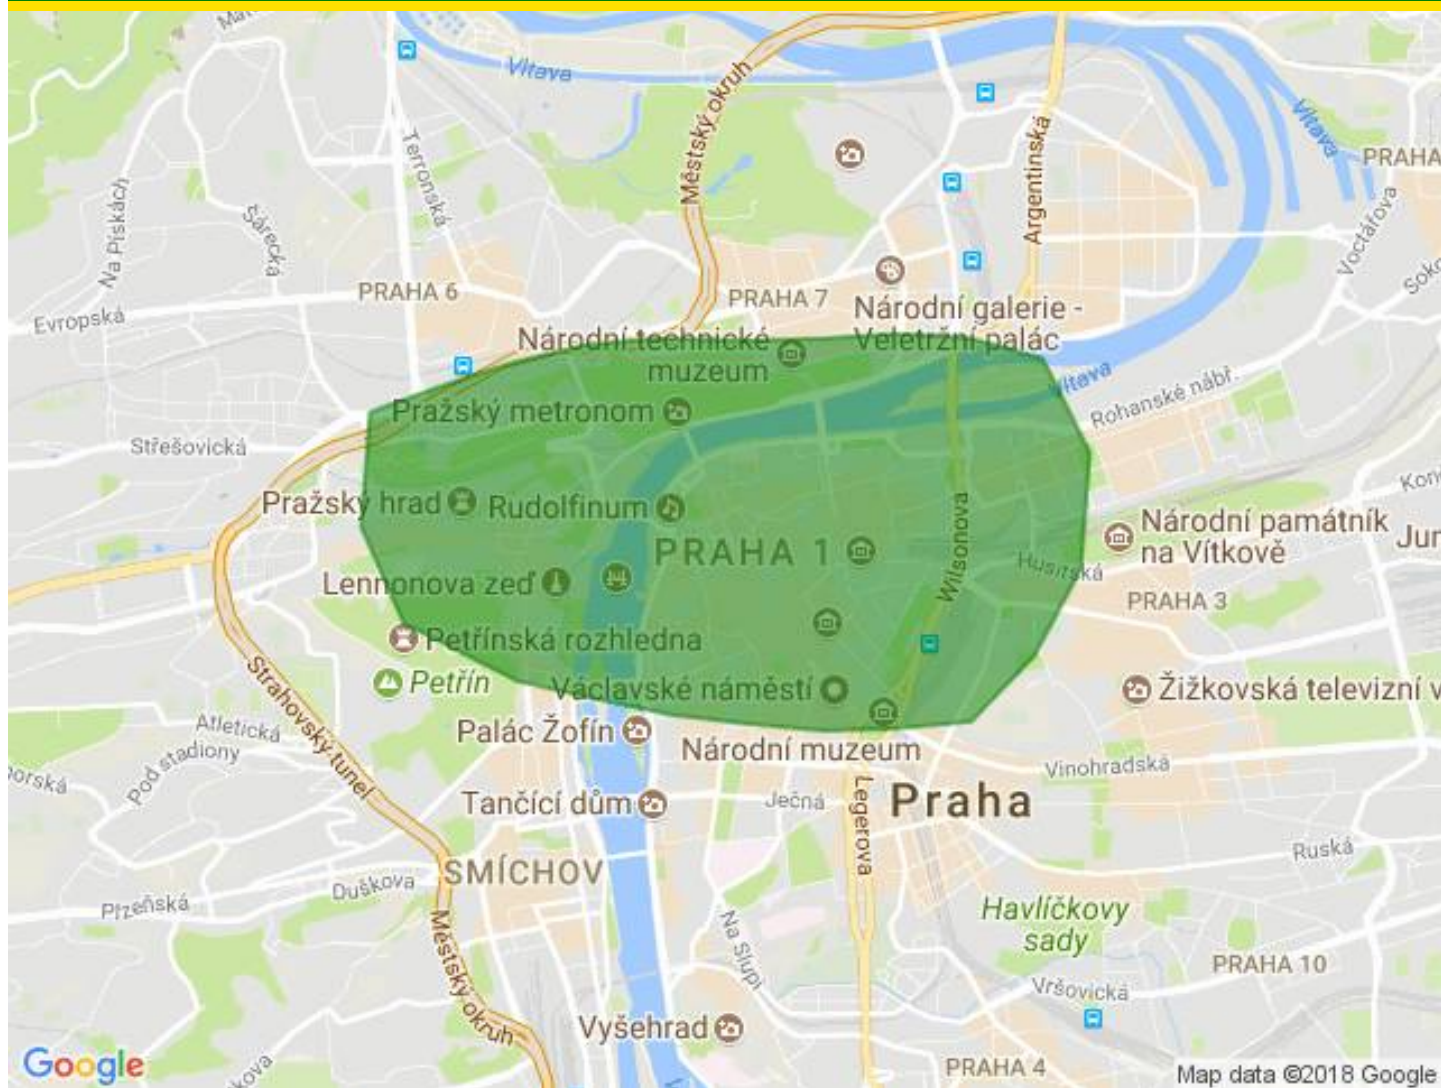 Vltava
Městský okruh
Terronská
Argentinská
Vltava
PRAHA
Na Pískách
Šárecká
Voctářova
PRAHA 6
PRAHA 7
Národní galerie -
Veletržní palác
Evropská
Národní technické
muzeum
Vltava
Rohanské nábř.
Pražský metronom
Střešovická
Pražský hrad
Rudolfinum
Wilsonova
Národní památník
na Vítkově
PRAHA 1
Husitská
Lennonova zeď
PRAHA 3
Petřínská rozhledna
Petřín
Václavské náměstí
Žižkovská televizní v
Strahovský tunel
Atletická
Pod stadiony
Palác Žofín
Národní muzeum
Vinohradská
Tančící dům
Ječná
Legerova
Praha
SMÍCHOV
Duškova
Ruská
Plzeňská
Městský okruh
Na Slupi
Havlíčkovy
sady
PRAHA 10
Vršovická
Vyšehrad
PRAHA 4
Google
Map data ©2018 Google